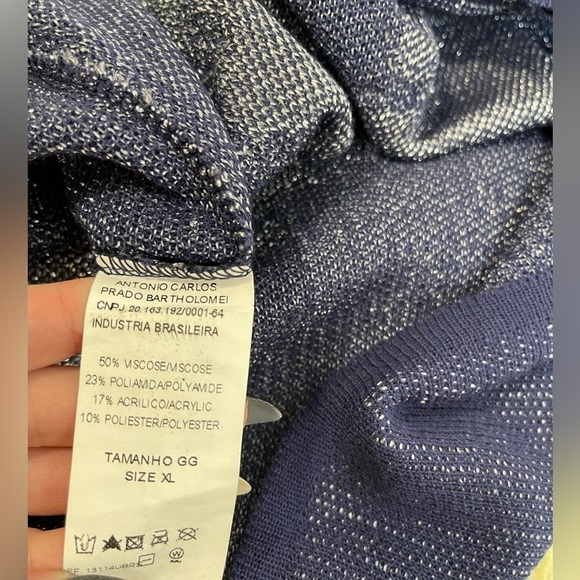 ANTONIO CARLOS
PRADO BARTHOLOMEI
CNPJ 20.163.192/0001-64
INDUSTRIA BRASILEIRA
50% VISCOSE/VISCOSE
23% POLIAMIDA/POLYAMIDE
17% ACRILICO/ACRYLIC
10% POLIESTER/POLYESTER
TAMANHO GG
SIZE XL
W